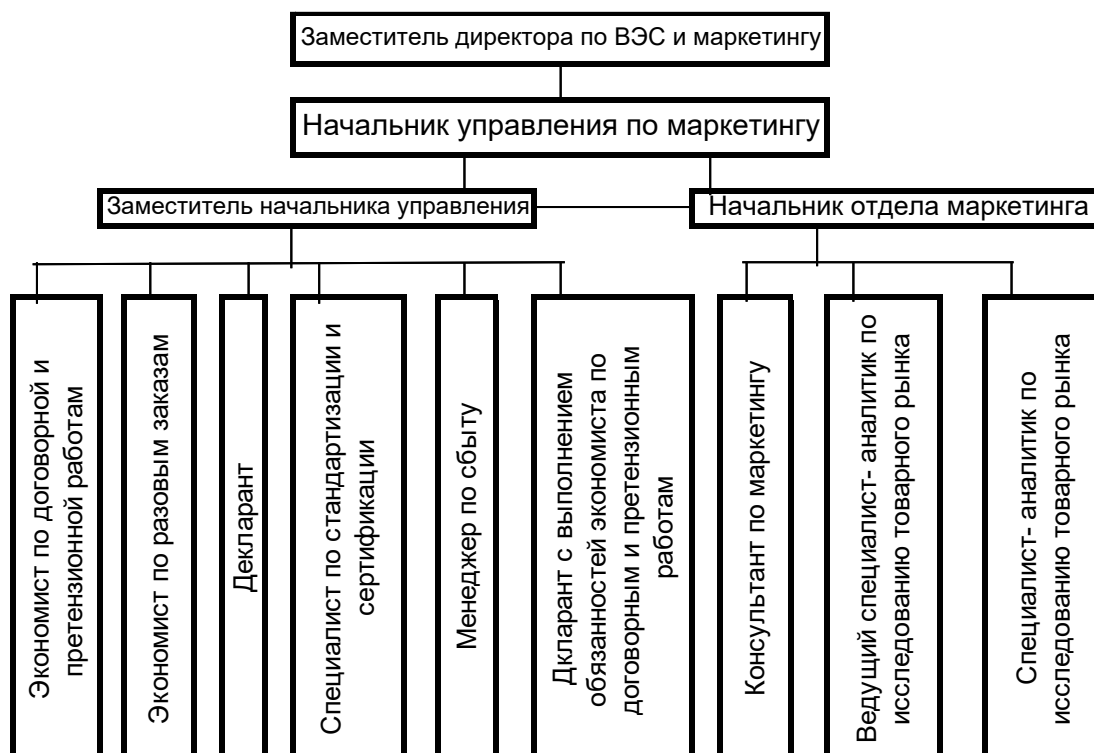 Заместитель директора по ВЭС и маркетингу
Начальник управления по маркетингу
Заместитель начальника управления
Начальник отдела маркетинга
Экономист по договорной и
претензионной работам
Экономист по разовым заказам
Декларант
Специалист по стандартизации и
сертификации
Менеджер по сбыту
Дкларант с выполнением
обязанностей экономиста по
договорным и претензионным
работам
Консультант по маркетингу
Ведущий специалист- аналитик по
исследованию товарного рынка
Специалист- аналитик по
исследованию товарного рынка